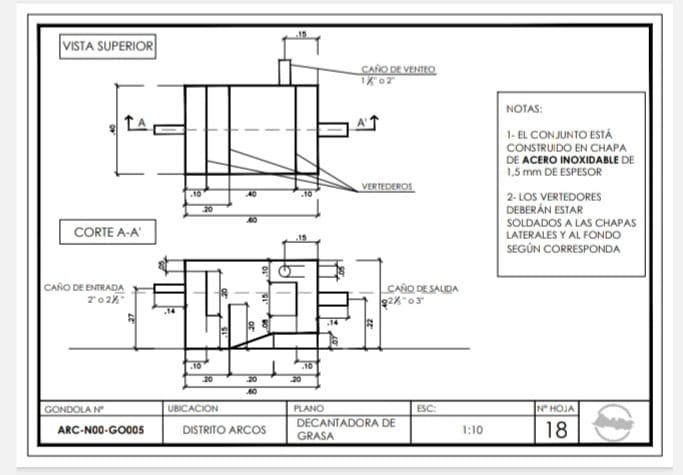 VISTA SUPERIOR
.15
CAÑO DE VENTEO
1½" o 2"
A
A'
.40
VERTEDEROS
.10
.40
.10
.20
.60
NOTAS:
1- EL CONJUNTO ESTÁ
CONSTRUIDO EN CHAPA
DE ACERO INOXIDABLE DE
1,5 mm DE ESPESOR
2- LOS VERTEDORES
DEBERÁN ESTAR
SOLDADOS A LAS CHAPAS
LATERALES Y AL FONDO
SEGÚN CORRESPONDA
CORTE A-A'
.15
.05
.10
.05
CAÑO DE ENTRADA
2" o 2½"
CAÑO DE SALIDA
2½" o 3"
.20
.15
.40
.14
.27
.15
.20
.08
.14
.22
.07
.10
.10
.20
.20
.20
.60
GONDOLA Nº
UBICACION
PLANO
ESC:
Nº HOJA
ARC-N00-GO005
DISTRITO ARCOS
DECANTADORA DE
GRASA
1:10
18